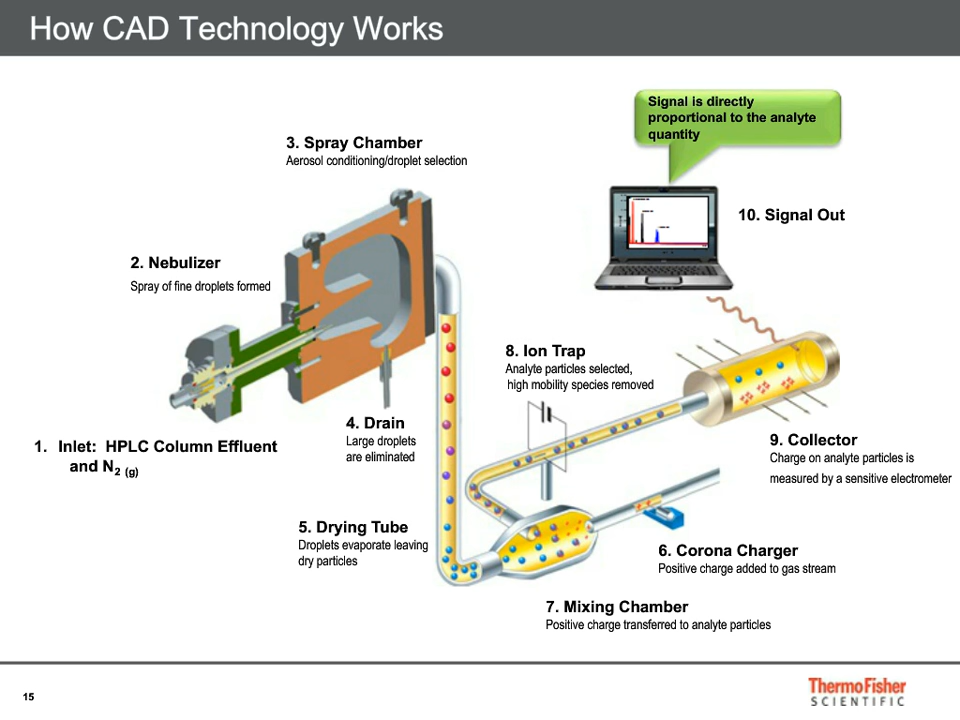 How CAD Technology Works
Signal is directly
proportional to the analyte
quantity
3. Spray Chamber
Aerosol conditioning/droplet selection
10. Signal Out
2. Nebulizer
Spray of fine droplets formed
8. Ion Trap
Analyte particles selected,
high mobility species removed
4. Drain
Large droplets
are eliminated
1. Inlet: HPLC Column Effluent
and N2 (g)
9. Collector
Charge on analyte particles is
measured by a sensitive electrometer
5. Drying Tube
Droplets evaporate leaving
dry particles
6. Corona Charger
Positive charge added to gas stream
7. Mixing Chamber
Positive charge transferred to analyte particles
15
ThermoFisher
SCIENTIFIC